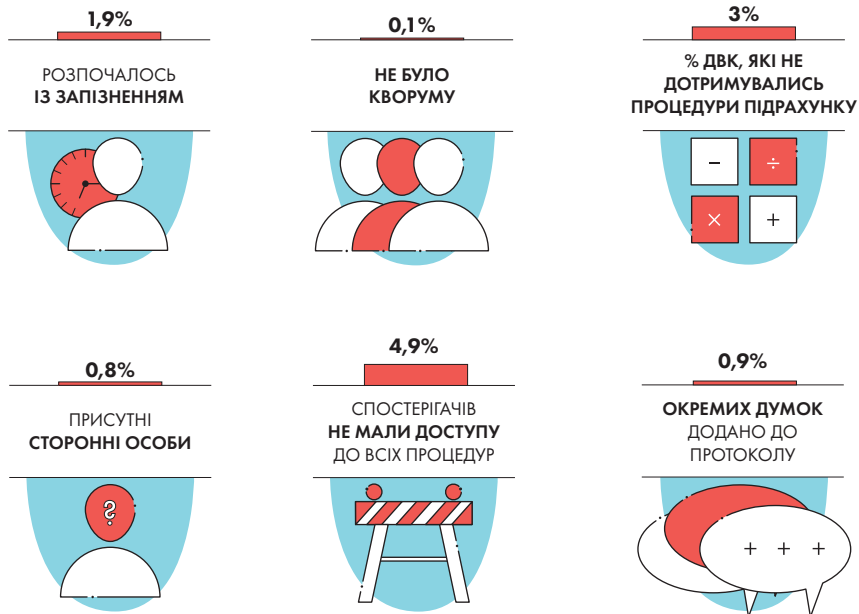 1,9%
РОЗПОЧАЛОСЬ
ІЗ ЗАПІЗНЕННЯМ
0,1%
НЕ БУЛО
КВОРУМУ
3%
% ДВК, ЯКІ НЕ
ДОТРИМУВАЛИСЬ
ПРОЦЕДУРИ ПІДРАХУНКУ
− ÷
× +
0,8%
ПРИСУТНІ
СТОРОННІ ОСОБИ
?
4,9%
СПОСТЕРІГАЧІВ
НЕ МАЛИ ДОСТУПУ
ДО ВСІХ ПРОЦЕДУР
0,9%
ОКРЕМИХ ДУМОК
ДОДАНО ДО
ПРОТОКОЛУ
+ + +